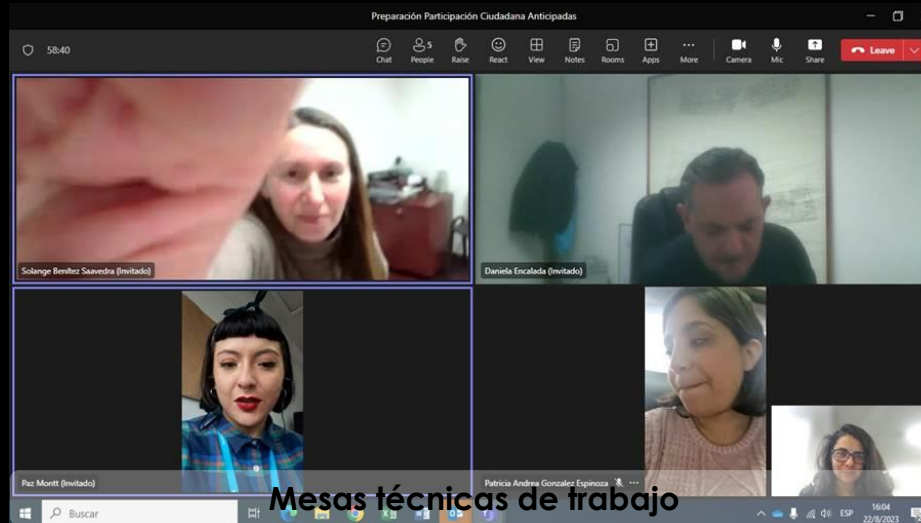 Preparación Participación Ciudadana Anticipadas
58:40
Chat
5
People
Raise
React
View
Notes
Rooms
Apps
More
Camera
Mic
Share
Leave
Solange Benítez Saavedra (Invitado)
Daniela Encalada (Invitado)
Paz Montt (Invitado)
Patricia Andrea Gonzalez Espinoza
Mesas técnicas de trabajo
Buscar
ESP
16:04
22/8/2023